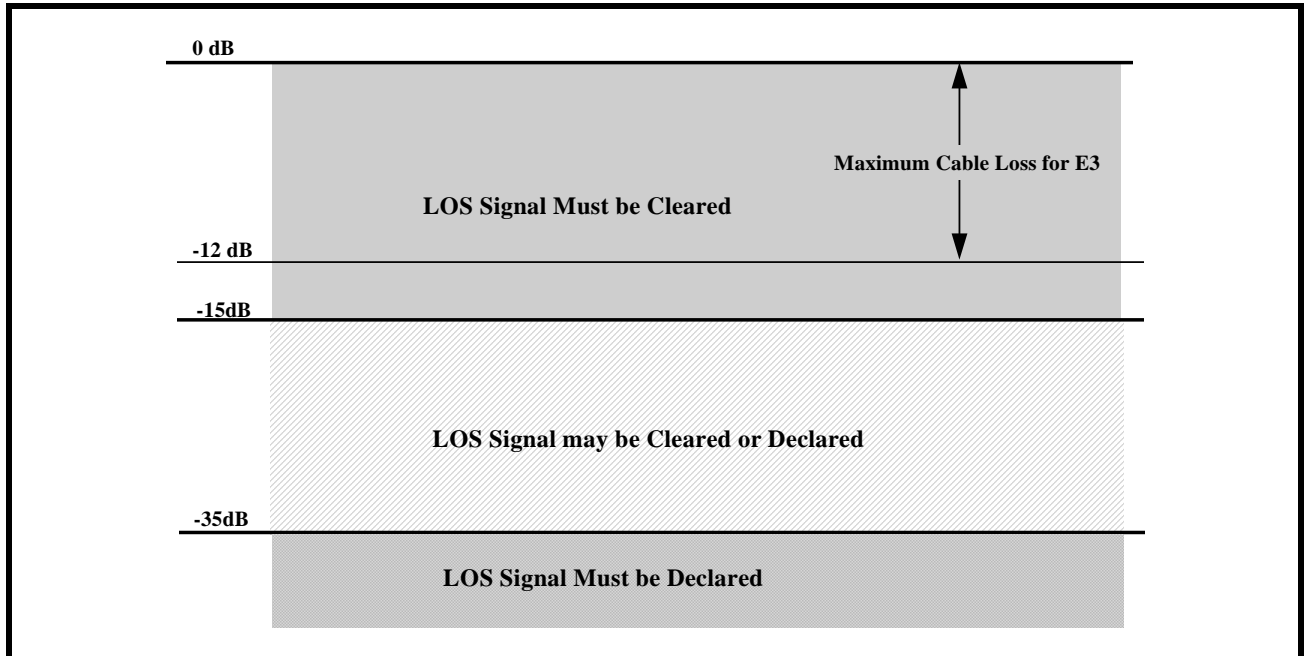 0 dB
Maximum Cable Loss for E3
LOS Signal Must be Cleared
-12 dB
-15dB
LOS Signal may be Cleared or Declared
-35dB
LOS Signal Must be Declared